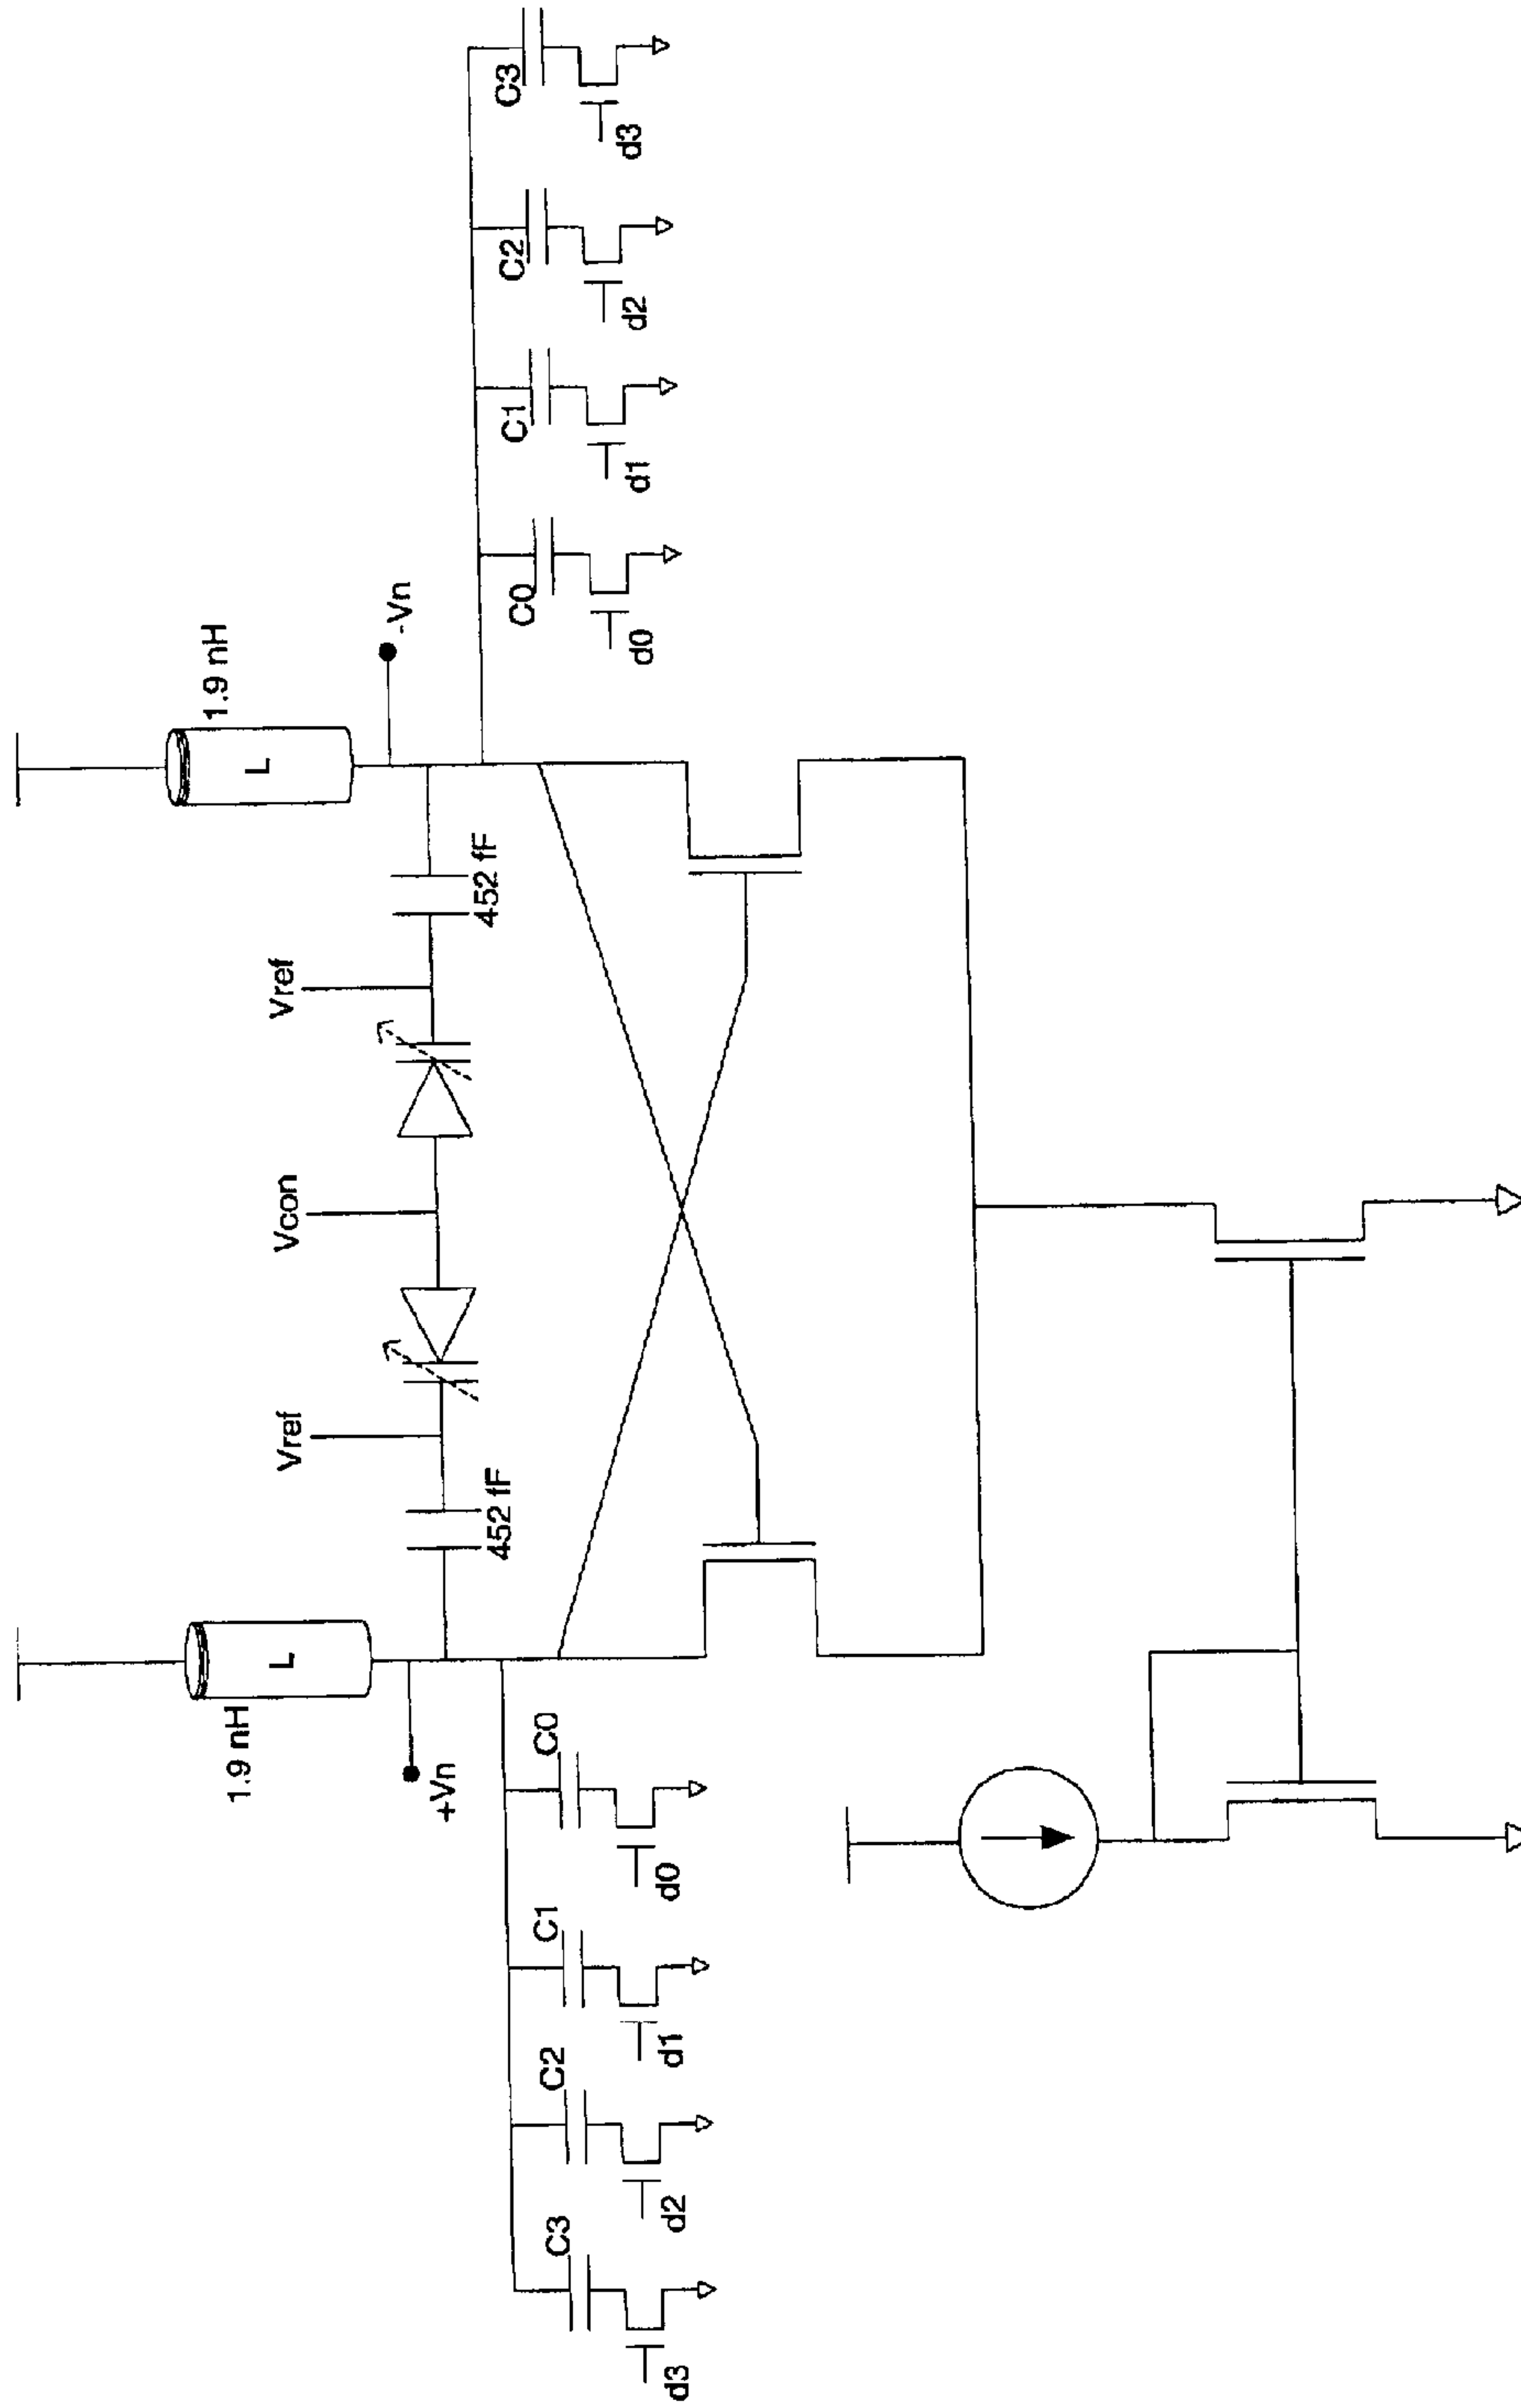 1.9 nH
L
1.9 nH
L
+Vn
-Vn
452 fF
Vref
Vcon
Vref
452 fF
C3
C2
C1
C0
d3
d2
d1
d0
C0
C1
C2
C3
d0
d1
d2
d3